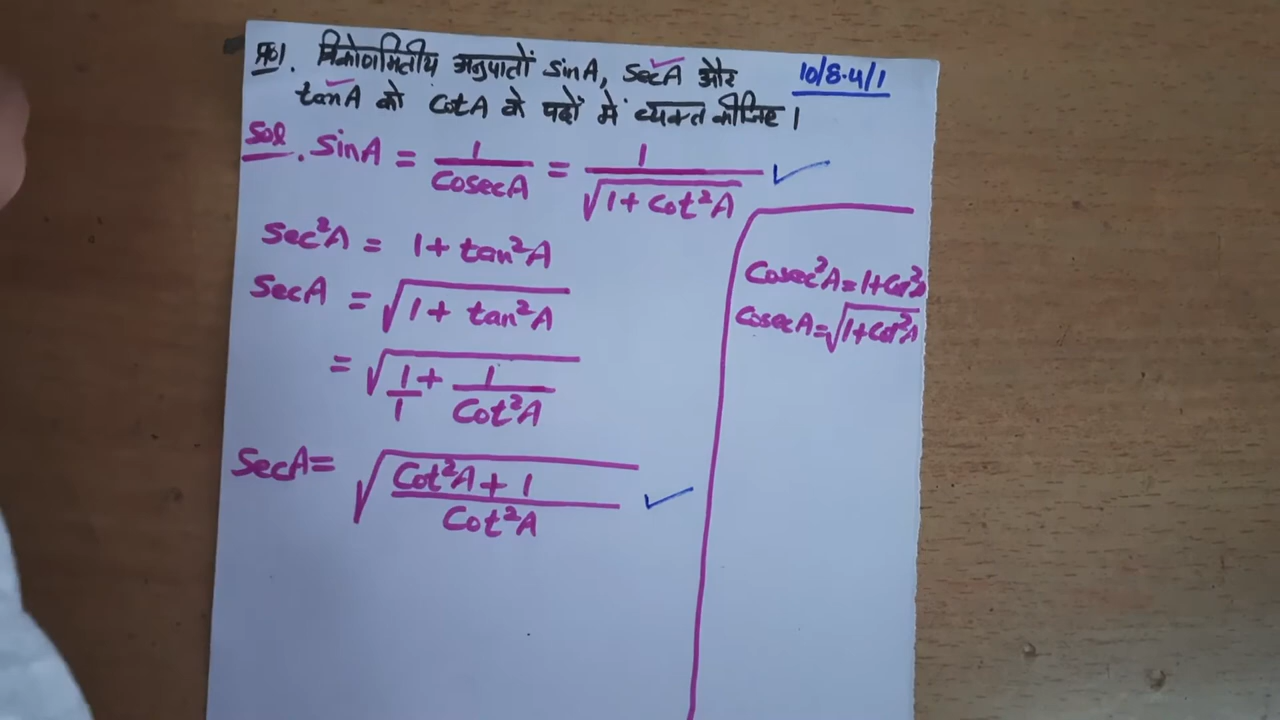 प्र01. त्रिकोणमितीय अनुपातों sinA, secA और
tanA को CotA के पदों में व्यक्त कीजिए।
10/8.4/1
Sol. sinA = 1/CosecA = 1/√(1+Cot²A) ✓
sec²A = 1+tan²A
secA = √(1+tan²A)
= √(1/1 + 1/Cot²A)
secA = √((Cot²A+1)/Cot²A) ✓
Cosec²A = 1+Cot²A
CosecA = √(1+Cot²A)